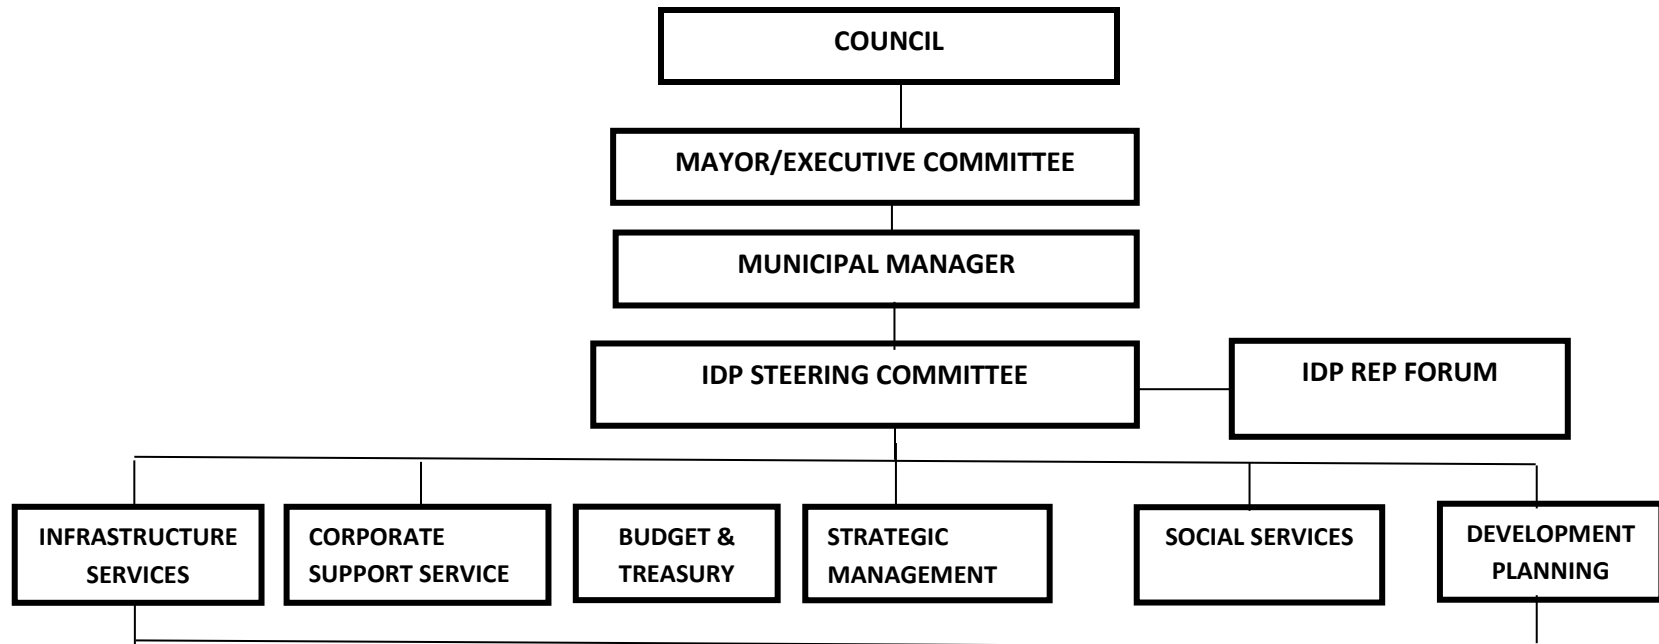 COUNCIL
MAYOR/EXECUTIVE COMMITTEE
MUNICIPAL MANAGER
IDP STEERING COMMITTEE
IDP REP FORUM
INFRASTRUCTURE
SERVICES
CORPORATE
SUPPORT SERVICE
BUDGET &
TREASURY
STRATEGIC
MANAGEMENT
SOCIAL SERVICES
DEVELOPMENT
PLANNING